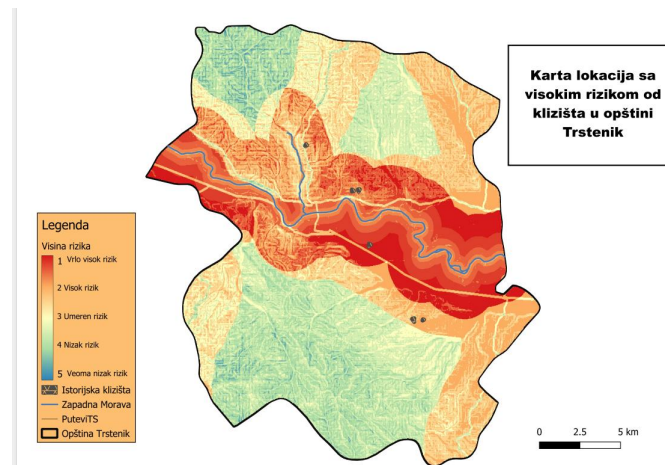 Karta lokacija sa
visokim rizikom od
klizišta u opštini
Trstenik
Legenda
Visina rizika
1 Vrlo visok rizik
2 Visok rizik
3 Umeren rizik
4 Nizak rizik
5 Veoma nizak rizik
Istorijska klizišta
Zapadna Morava
PuteviTS
Opština Trstenik
0 2.5 5 km